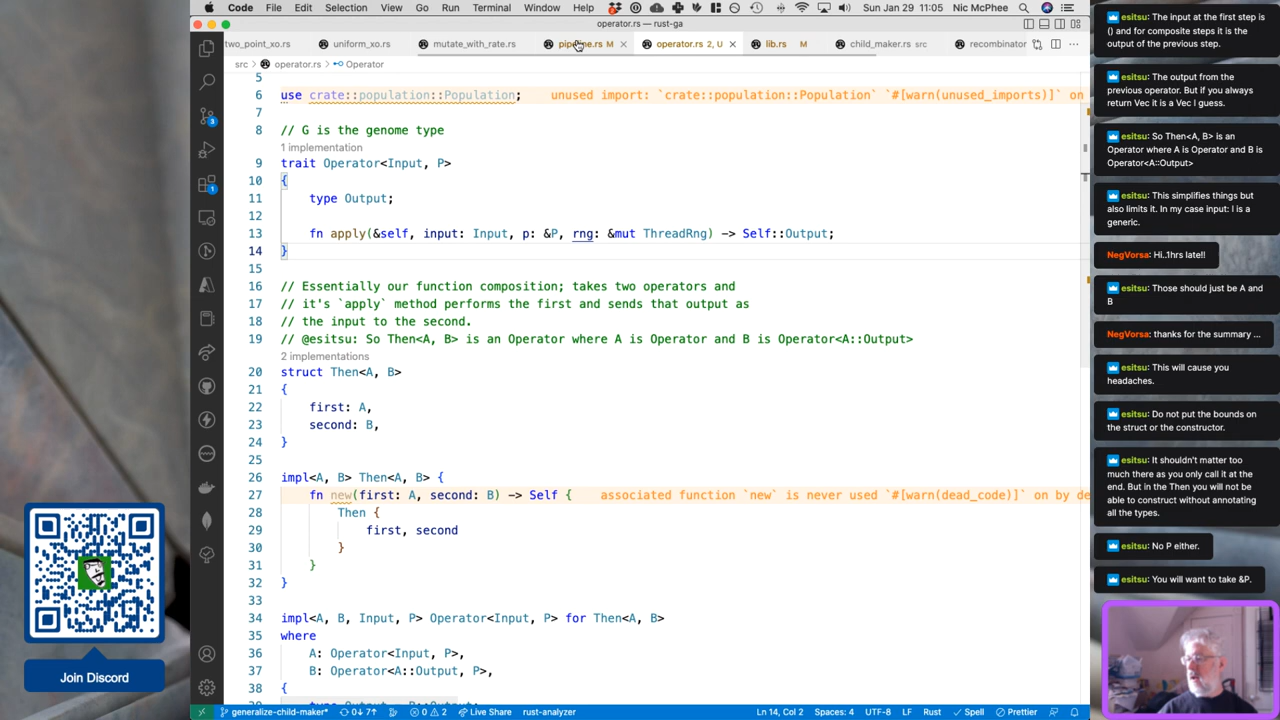 Code File Edit Selection View Go Run Terminal Window Help Sun Jan 29 11:05 Nic McPhee
operator.rs — rust-ga
two_point_xo.rs uniform_xo.rs mutate_with_rate.rs pipeline.rs M operator.rs 2, U lib.rs M child_maker.rs src recombinator
src > operator.rs > Operator
5
6 use crate::population::Population; unused import: `crate::population::Population` `#[warn(unused_imports)]` on
7
8 // G is the genome type
1 implementation
9 trait Operator<Input, P>
10 {
11 type Output;
12
13 fn apply(&self, input: Input, p: &P, rng: &mut ThreadRng) -> Self::Output;
14 }
15
16 // Essentially our function composition; takes two operators and
17 // it's `apply` method performs the first and sends that output as
18 // the input to the second.
19 // @esitsu: So Then<A, B> is an Operator where A is Operator and B is Operator<A::Output>
2 implementations
20 struct Then<A, B>
21 {
22 first: A,
23 second: B,
24 }
25
26 impl<A, B> Then<A, B> {
27 fn new(first: A, second: B) -> Self { associated function `new` is never used `#[warn(dead_code)]` on by de
28 Then {
29 first, second
30 }
31 }
32 }
33
34 impl<A, B, Input, P> Operator<Input, P> for Then<A, B>
35 where
36 A: Operator<Input, P>,
37 B: Operator<A::Output, P>,
38 {
generalize-child-maker* 0↓ 7↑ 0 2 Live Share rust-analyzer Ln 14, Col 2 Spaces: 4 UTF-8 LF Rust Spell Prettier
3
1
Join Discord
esitsu: The input at the first step is
() and for composite steps it is the
output of the previous step.
esitsu: The output from the
previous operator. But if you always
return Vec it is a Vec I guess.
esitsu: So Then<A, B> is an
Operator where A is Operator and B is
Operator<A::Output>
esitsu: This simplifies things but
also limits it. In my case input: I is a
generic.
NegVorsa: Hi..1hrs late!!
esitsu: Those should just be A and
B
NegVorsa: thanks for the summary ...
esitsu: This will cause you
headaches.
esitsu: Do not put the bounds on
the struct or the constructor.
esitsu: It shouldn't matter too
much there as you only call it at the
end. But in the Then you will not be
able to construct without annotating
all the types.
esitsu: No P either.
esitsu: You will want to take &P.